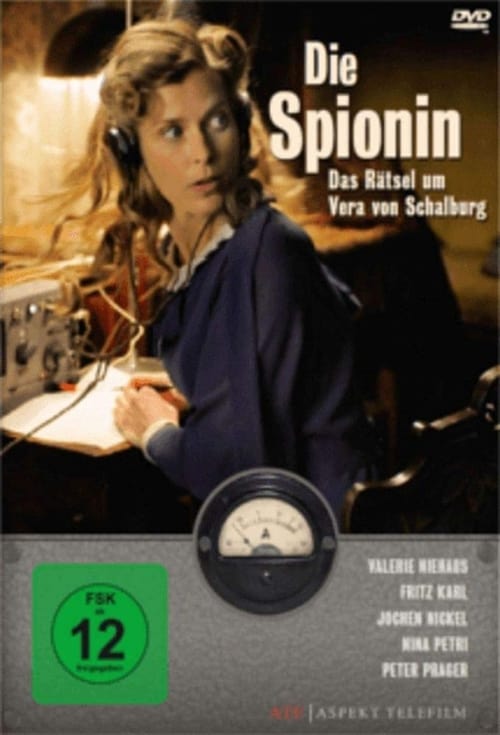 DVD
Die
Spionin
Das Rätsel um
Vera von Schalburg
A
VALERIE NIEHAUS
FRITZ KARL
JOCHEN NICKEL
NINA PETRI
PETER PRAGER
FSK
ab
12
freigegeben
| ASPEKT TELEFILM